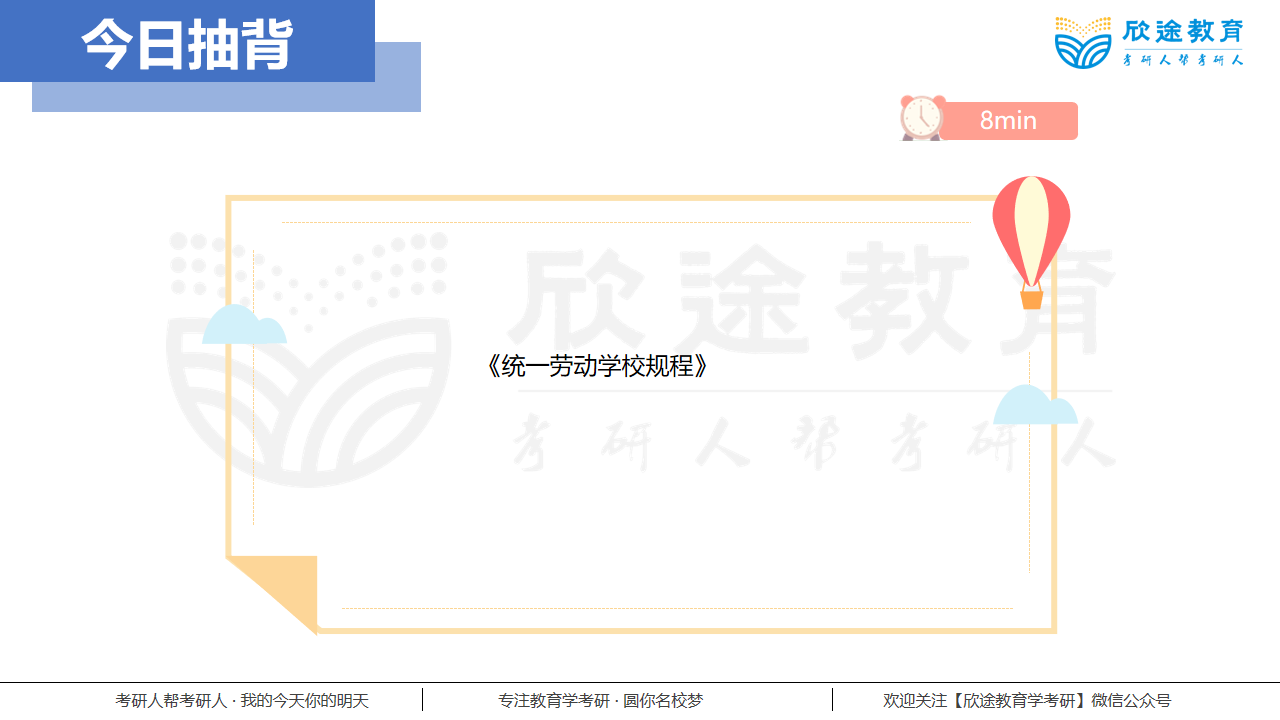 今日抽背
欣途教育
考研人帮考研人
8min
欣途教育
《统一劳动学校规程》
考研人帮考研人
考研人帮考研人 · 我的今天你的明天
专注教育学考研 · 圆你名校梦
欢迎关注【欣途教育学考研】微信公众号